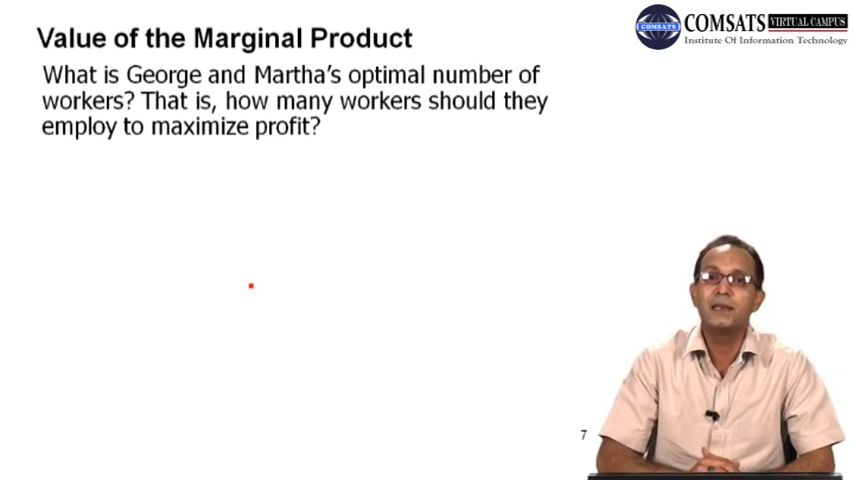 Value of the Marginal Product
What is George and Martha's optimal number of
workers? That is, how many workers should they
employ to maximize profit?
COMSATS VIRTUAL CAMPUS
COMSATS
Institute Of Information Technology
7